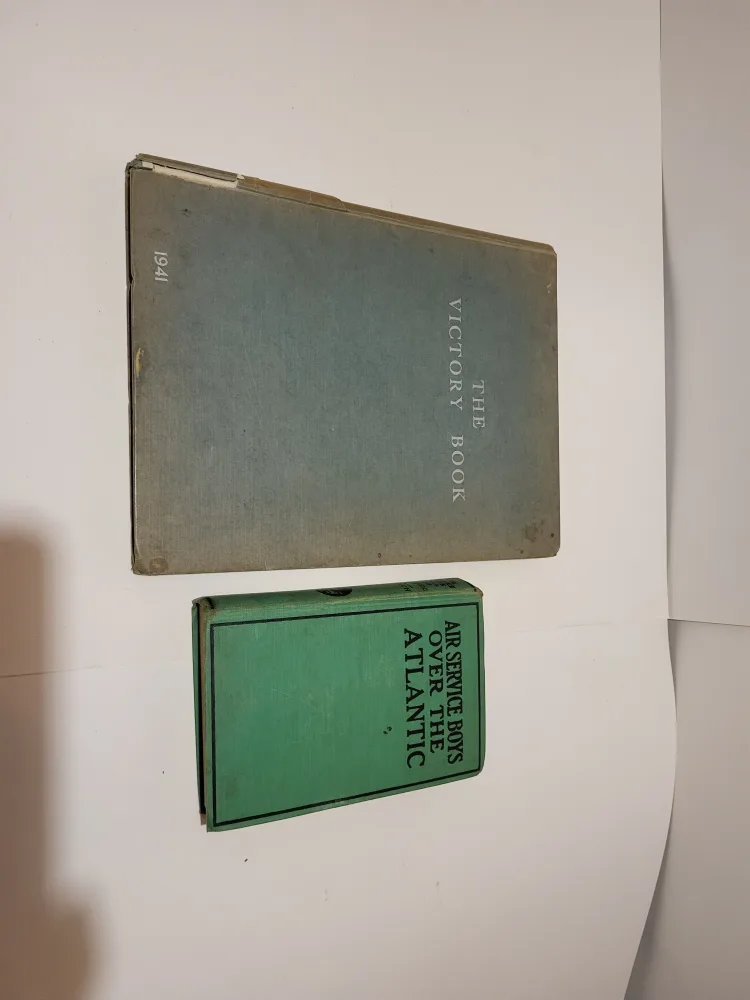 THE
VICTORY BOOK
1941
AIR SERVICE BOYS
OVER THE
ATLANTIC